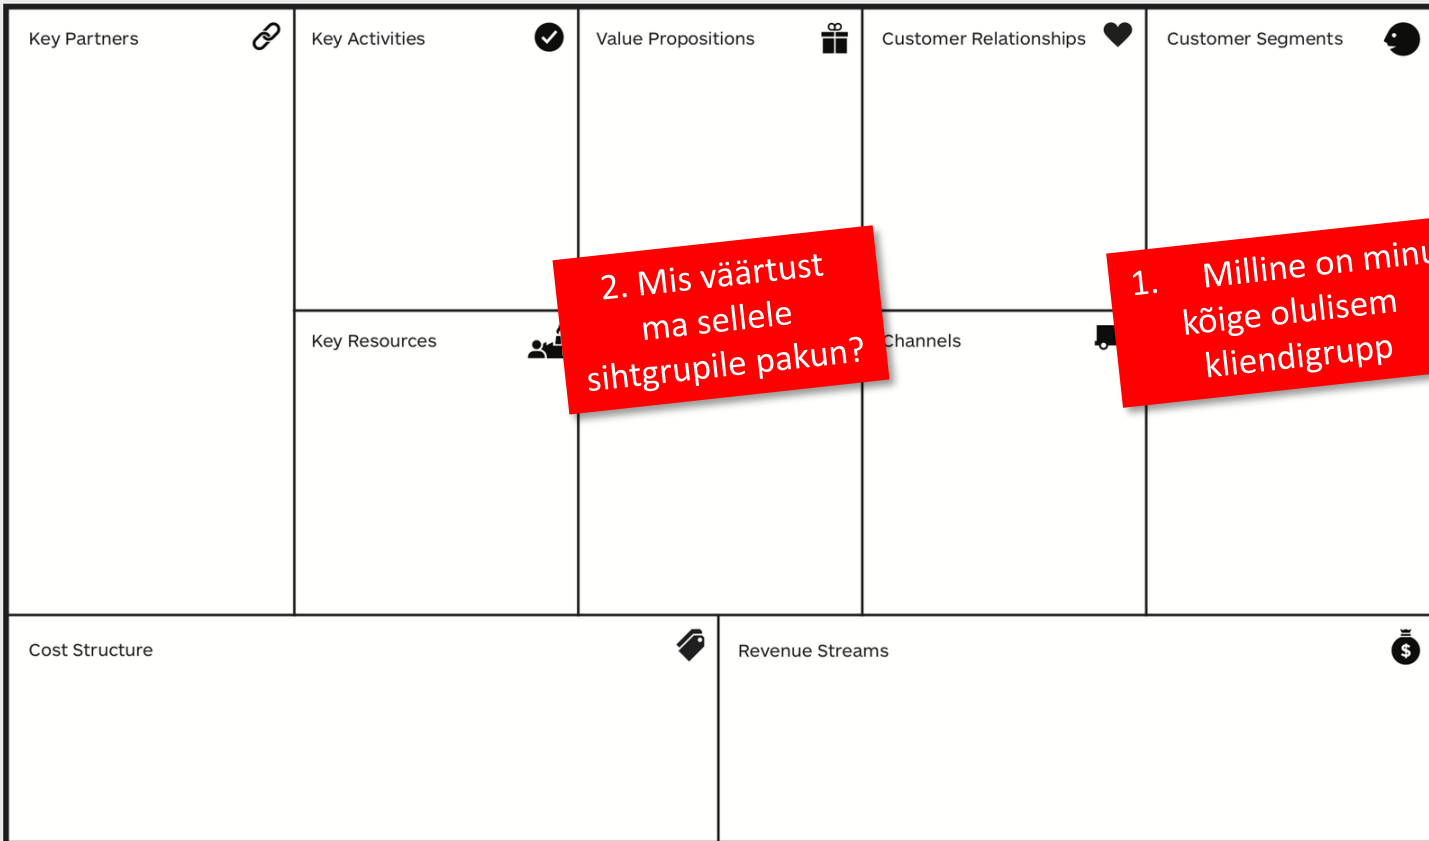 Key Partners
Key Activities
Value Propositions
Customer Relationships
Customer Segments
2. Mis väärtust
ma sellele
sihtgrupile pakun?
1. Milline on minu
kõige olulisem
kliendigrupp
Key Resources
Channels
Cost Structure
Revenue Streams
$